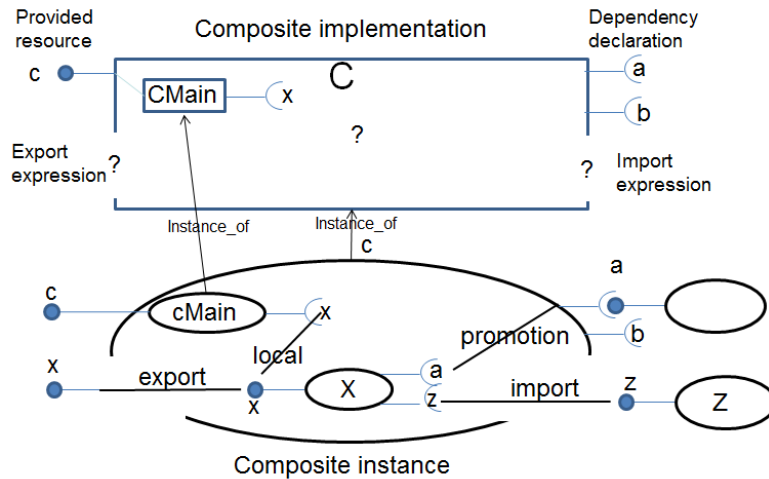 Provided
resource
Composite implementation
Dependency
declaration
c
C
a
CMain
x
b
?
Export
expression
?
?
Import
expression
Instance_of
Instance_of
c
a
c
cMain
x
b
promotion
local
x
export
a
z
import
z
x
X
Z
Composite instance